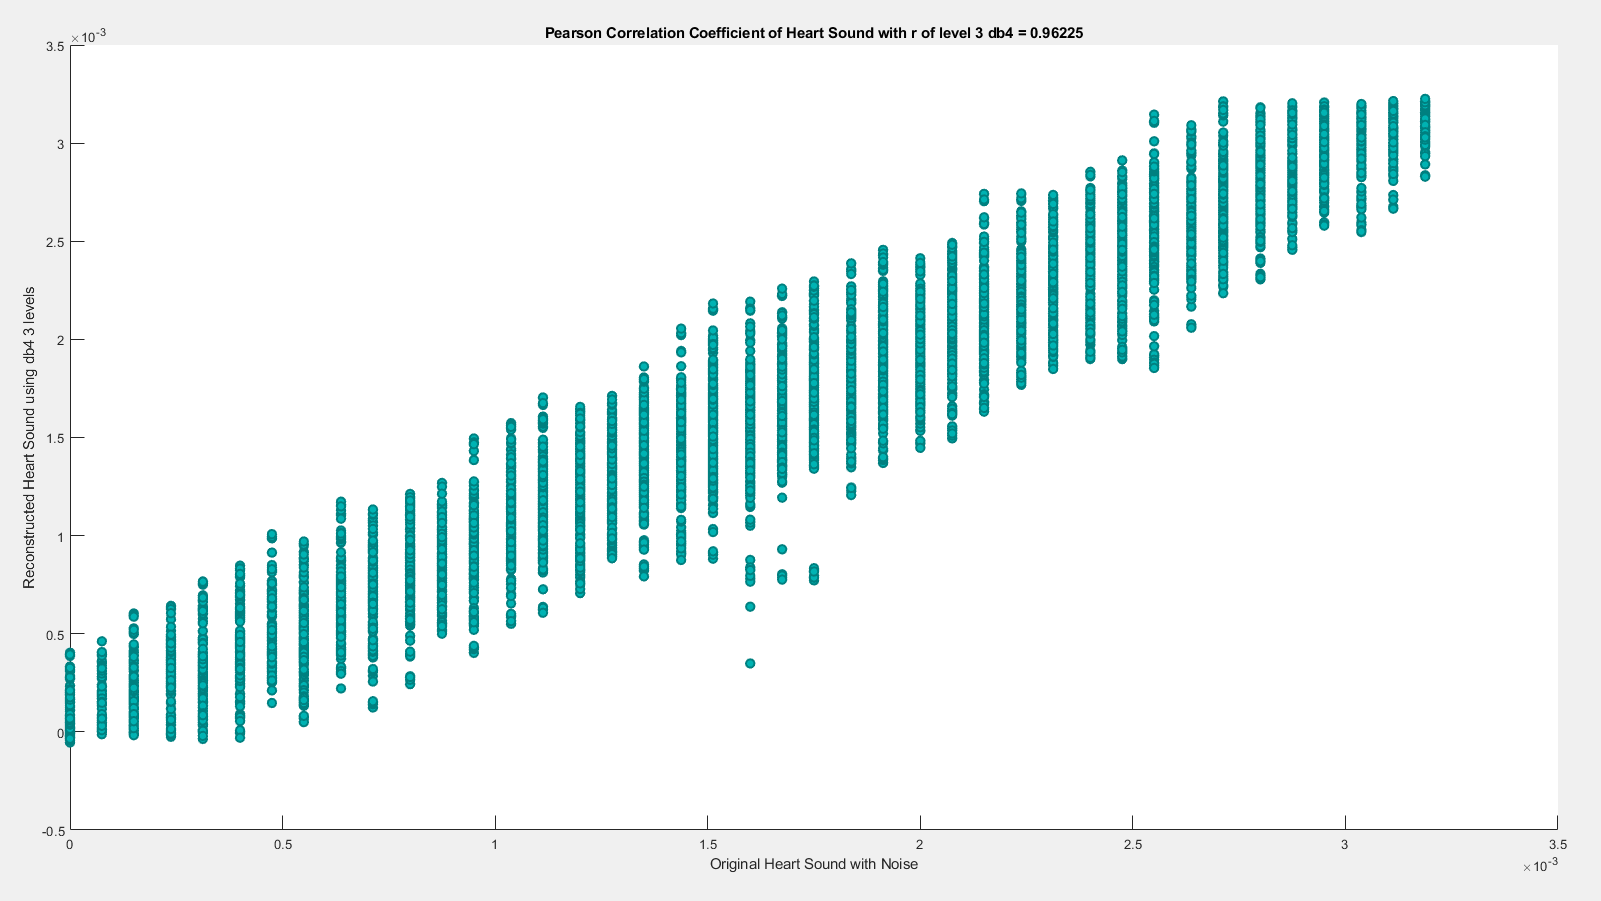 Pearson Correlation Coefficient of Heart Sound with r of level 3 db4 = 0.96225
×10-3
3.5
3
2.5
2
1.5
1
0.5
0
-0.5
Reconstructed Heart Sound using db4 3 levels
0 0.5 1 1.5 2 2.5 3 3.5
Original Heart Sound with Noise
×10-3